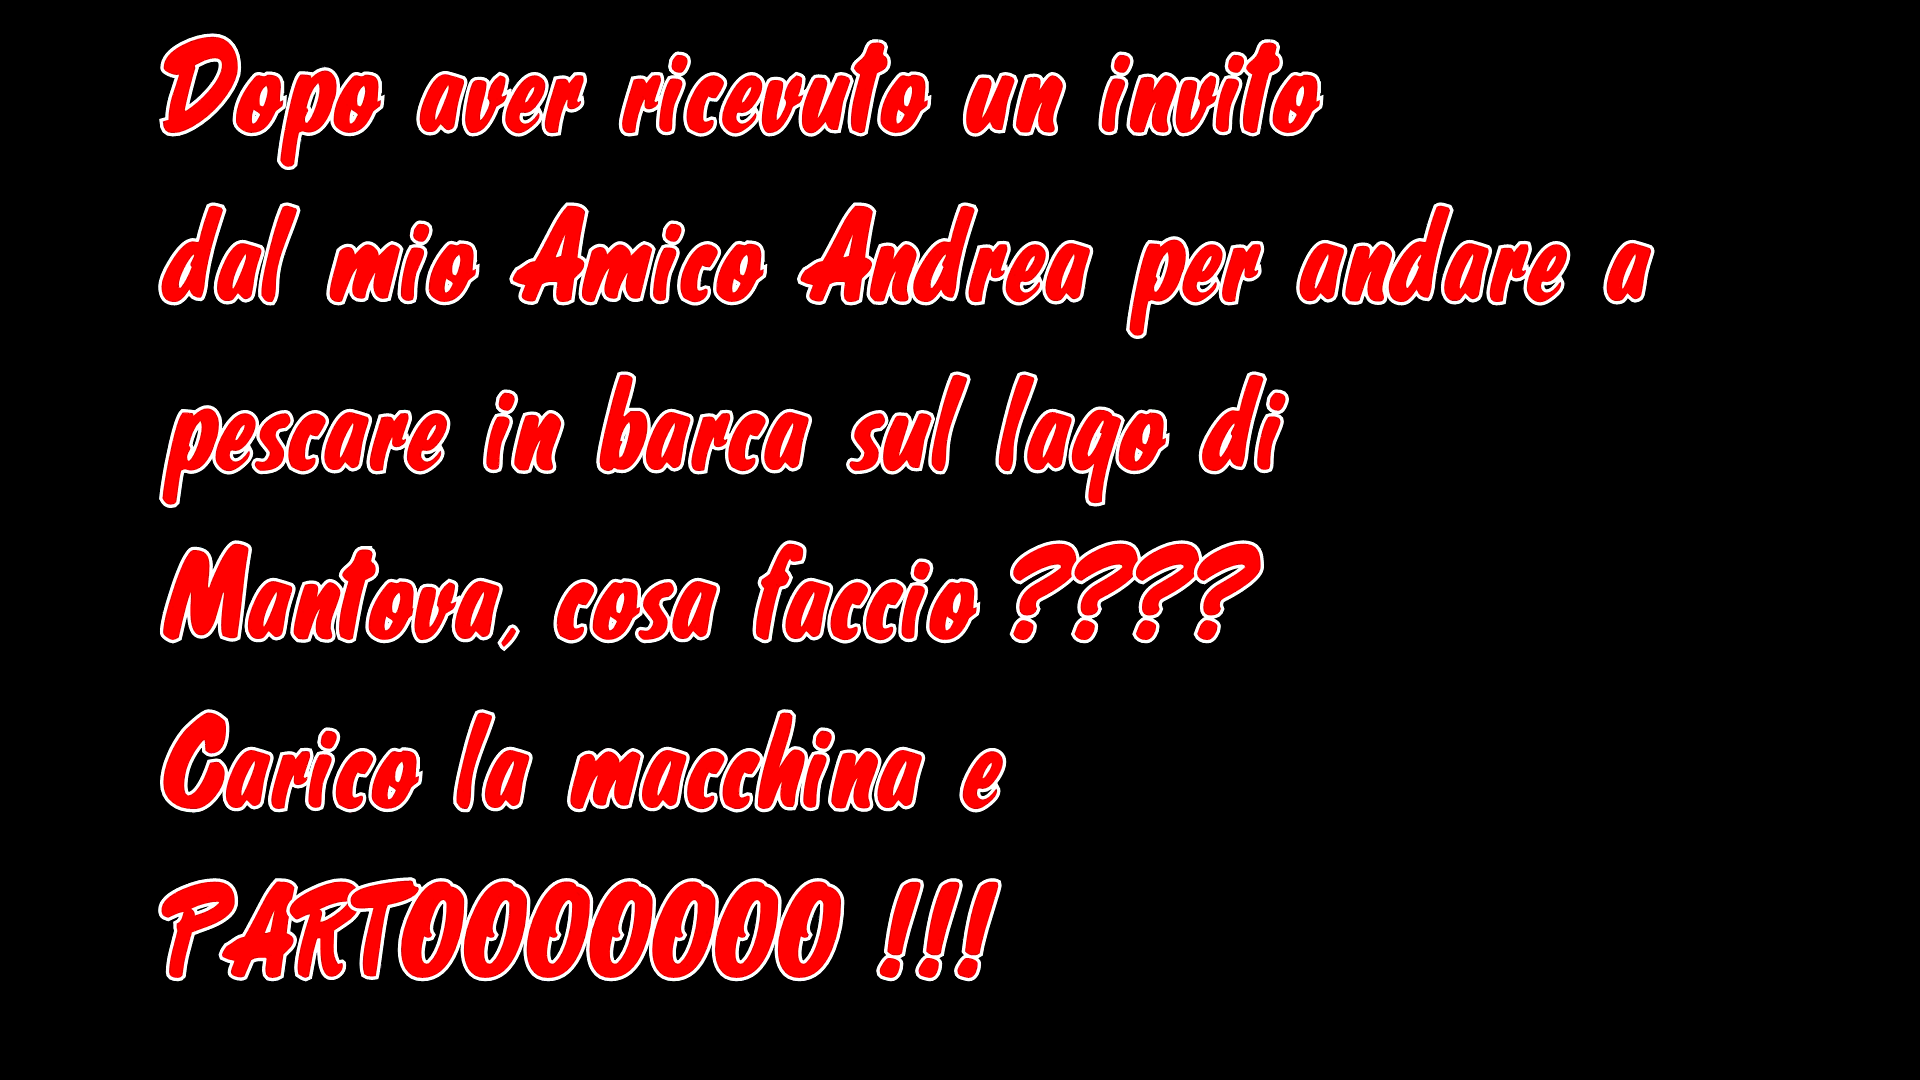 Dopo aver ricevuto un invito
dal mio Amico Andrea per andare a
pescare in barca sul lago di
Mantova, cosa faccio ????
Carico la macchina e
PARTOOOOOOO !!!